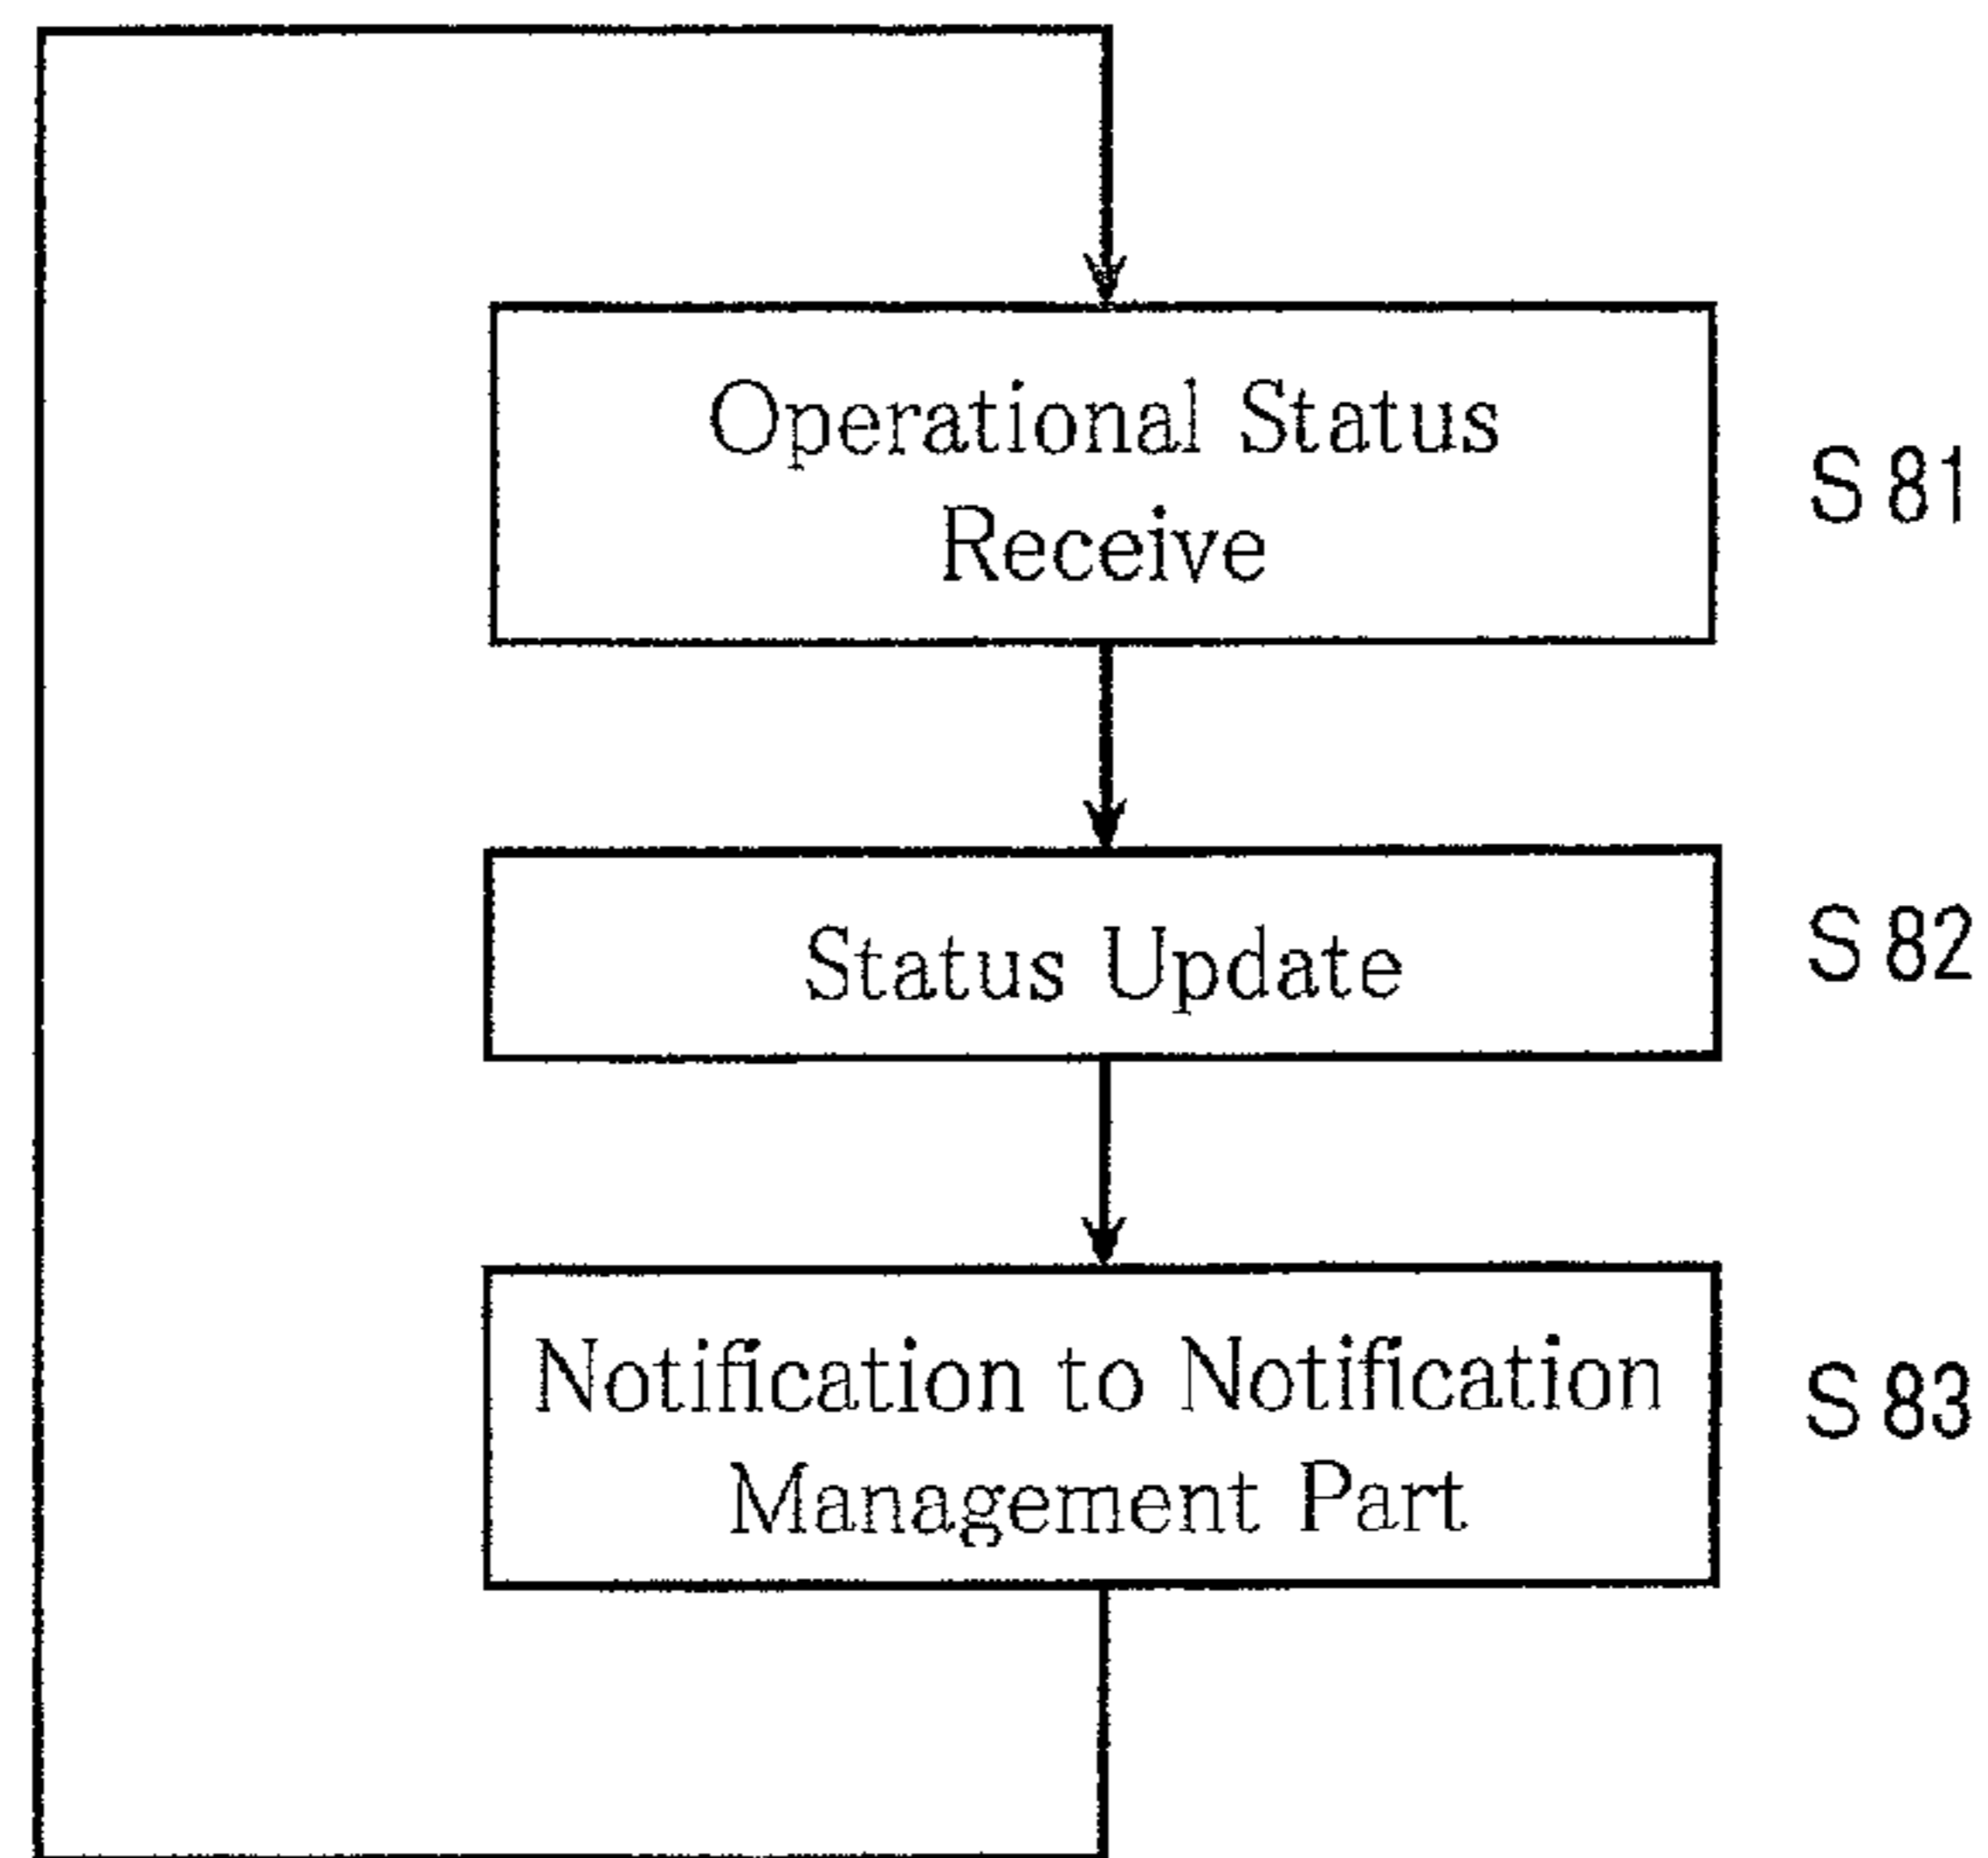 Operational Status
Receive
S 81
Status Update
S 82
Notification to Notification
Management Part
S 83